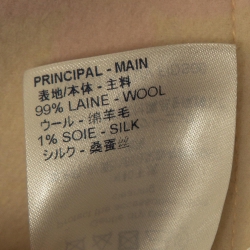 PRINCIPAL - MAIN
表地/本体 - 主料
99% LAINE - WOOL
ウール - 绵羊毛
1% SOIE - SILK
シルク - 桑蚕丝